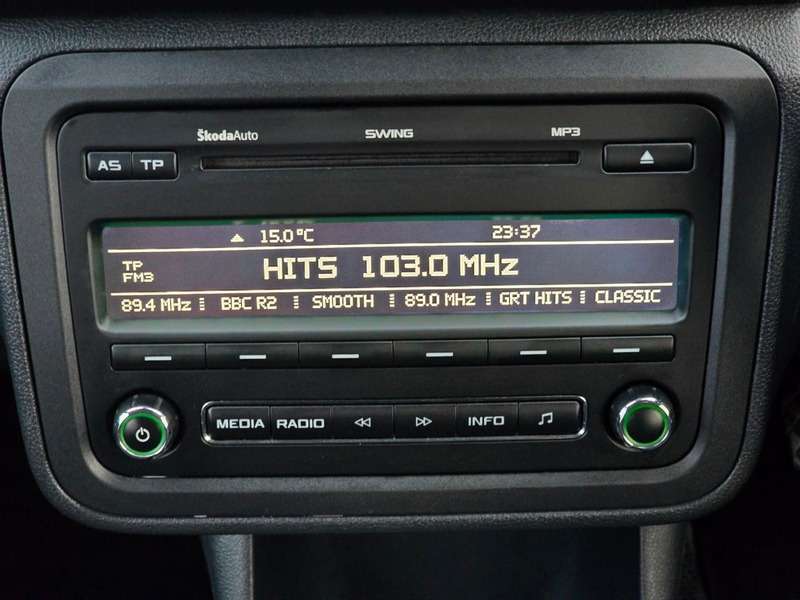 ŠkodaAuto SWING MP3
AS TP
15.0°C 23:37
TP
FM3
HITS 103.0 MHz
89.4 MHz BBC R2 SMOOTH 89.0 MHz GRT HITS CLASSIC
MEDIA RADIO INFO